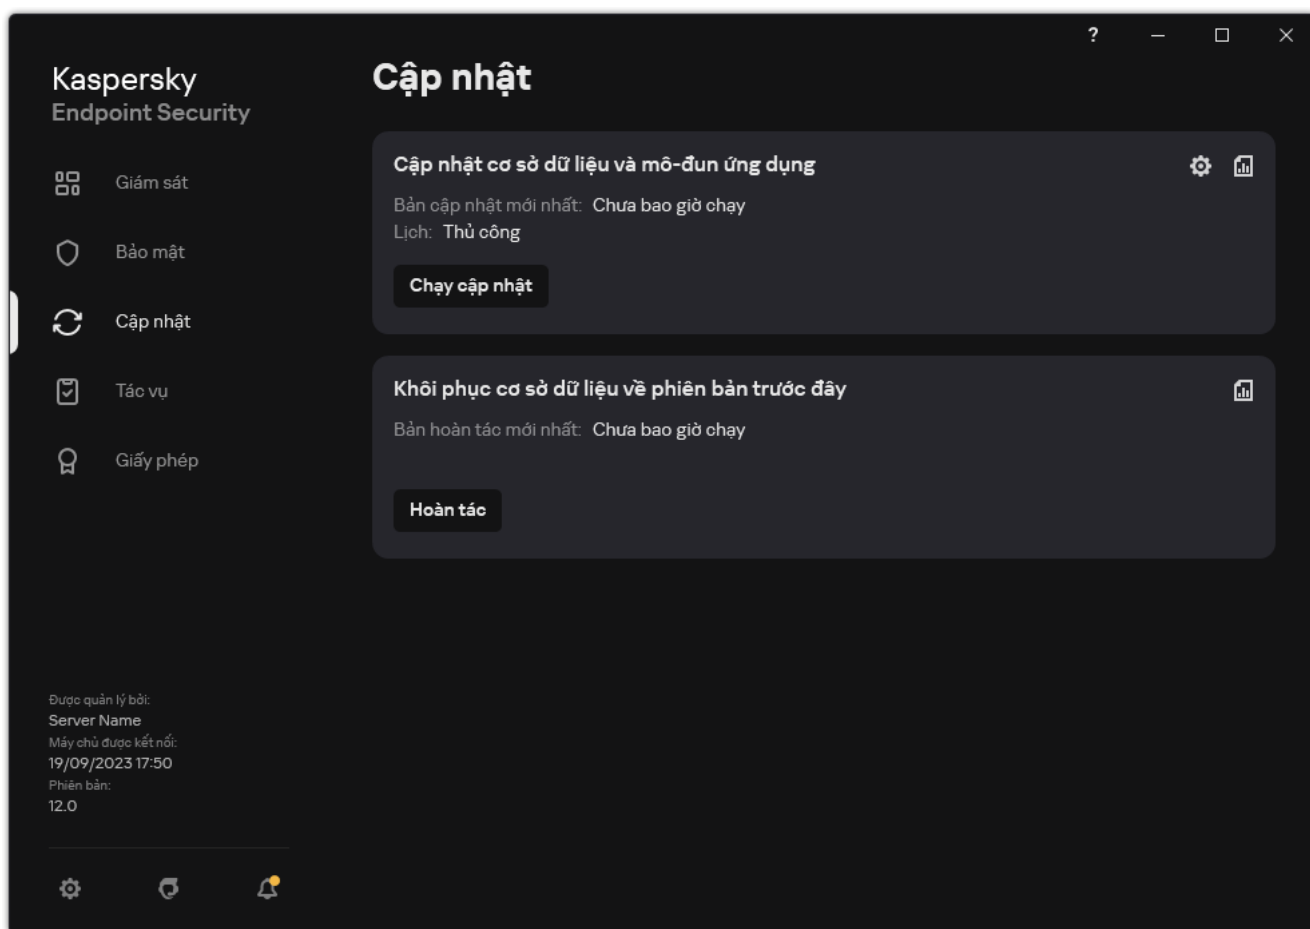 ?
Kaspersky
Endpoint Security
Giám sát
Bảo mật
Cập nhật
Tác vụ
Giấy phép
Được quản lý bởi:
Server Name
Máy chủ được kết nối:
19/09/2023 17:50
Phiên bản:
12.0
Cập nhật
Cập nhật cơ sở dữ liệu và mô-đun ứng dụng
Bản cập nhật mới nhất: Chưa bao giờ chạy
Lịch: Thủ công
Chạy cập nhật
Khôi phục cơ sở dữ liệu về phiên bản trước đây
Bản hoàn tác mới nhất: Chưa bao giờ chạy
Hoàn tác